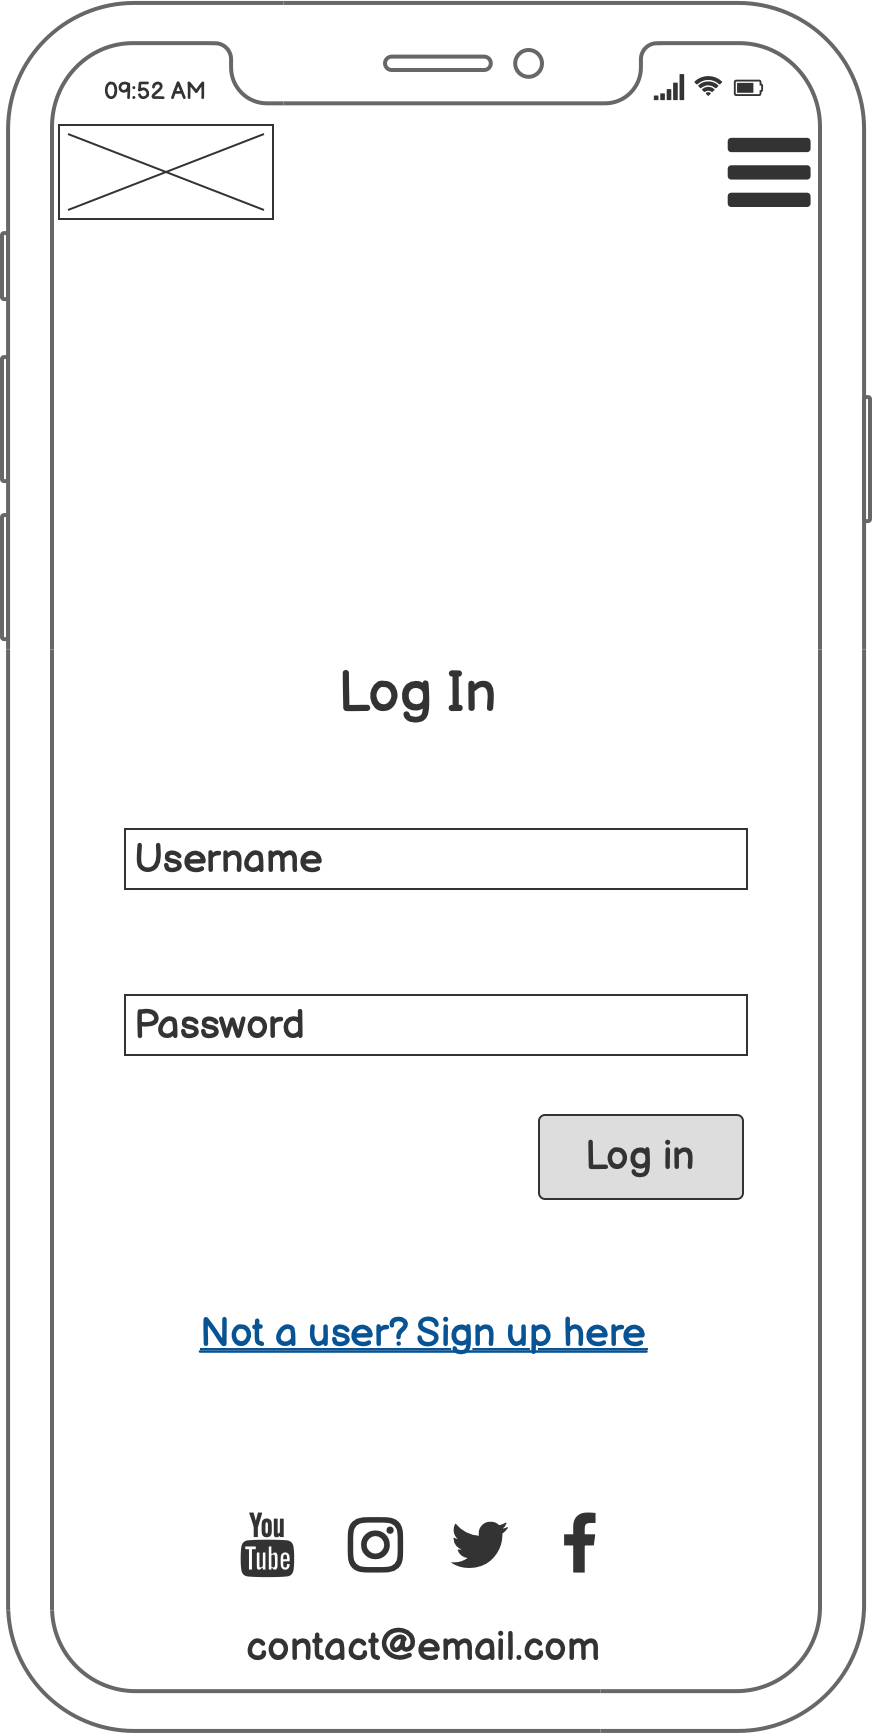 09:52 AM
Log In
Username
Password
Log in
Not a user? Sign up here
You
Tube
contact@email.com